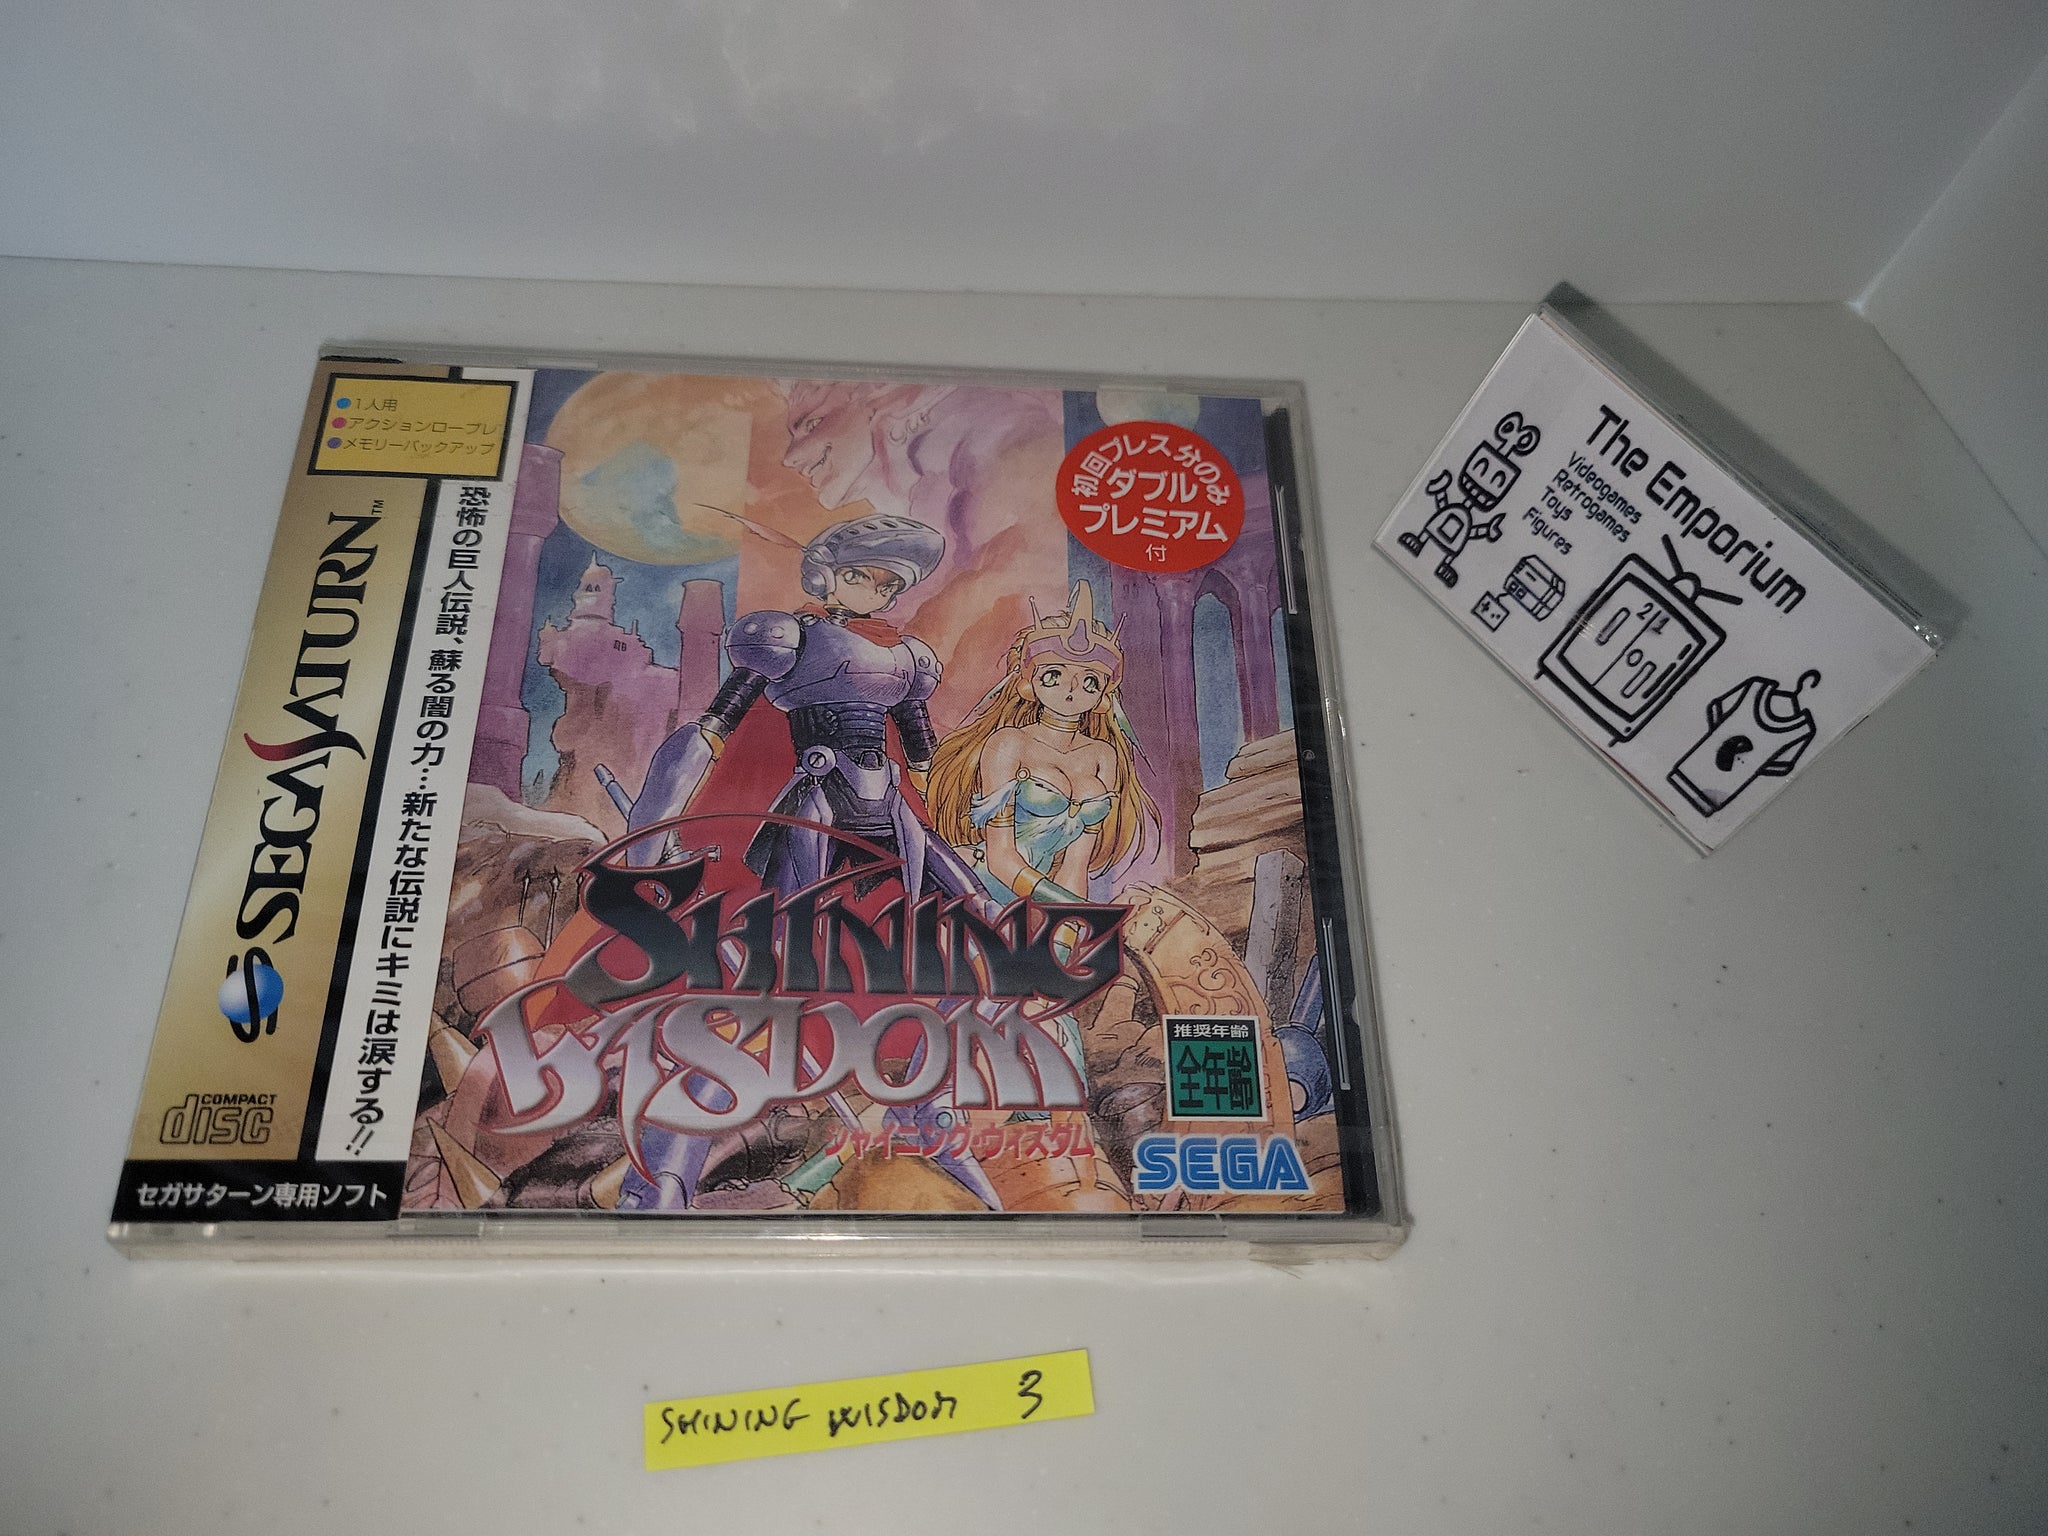 1人用
アクションロープレ
メモリーバックアップ
SEGA SATURN™
恐怖の巨人伝説、蘇る闇の力…新たな伝説にキミは涙する!!
COMPACT
disc
セガサターン専用ソフト
初回プレス分のみ
ダブル
プレミアム
付
SHINING
WISDOM
シャイニング・ウィズダム
推奨年齢
全年齢
SEGA
The Emporium
Videogames
Retrogames
Toys
Figures
21
SHINING WISDOM 3